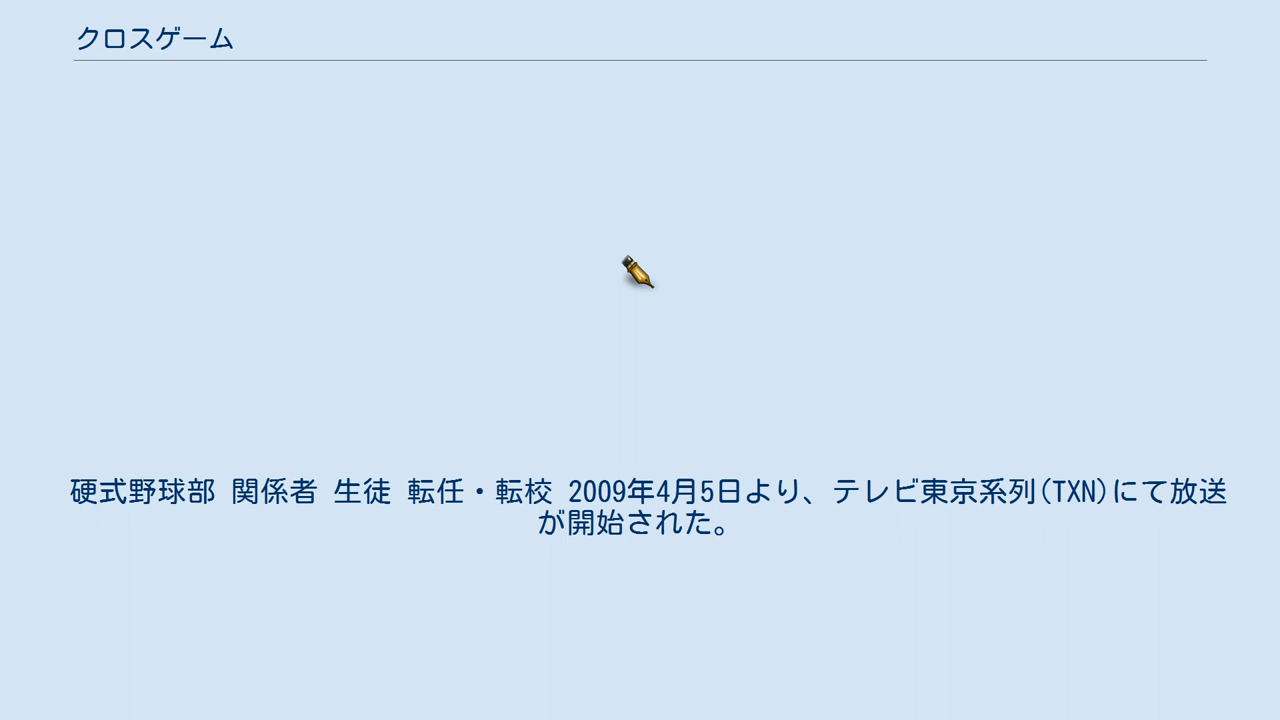 クロスゲーム
硬式野球部 関係者 生徒 転任・転校 2009年4月5日より、テレビ東京系列(TXN)にて放送
が開始された。